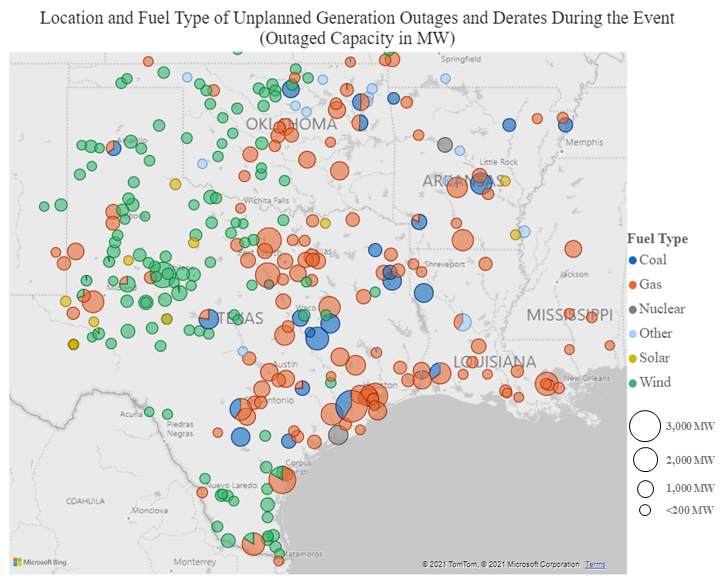 Location and Fuel Type of Unplanned Generation Outages and Derates During the Event
(Outaged Capacity in MW)
Springfield
OKLAHOMA
Memphis
Little Rock
ARKANSAS
Wichita Falls
Fuel Type
Coal
Shreveport
Gas
Jackson
Nuclear
Waco
TEXAS
MISSISSIPPI
Other
Solar
LOUISIANA
Austin
Wind
New Orleans
Acuña
Piedras
Negras
3,000 MW
2,000 MW
Corpus
Nuevo Laredo
1,000 MW
COAHUILA
Monclova
<200 MW
Matamoros
Monterrey
Microsoft Bing
© 2021 TomTom, © 2021 Microsoft Corporation Terms